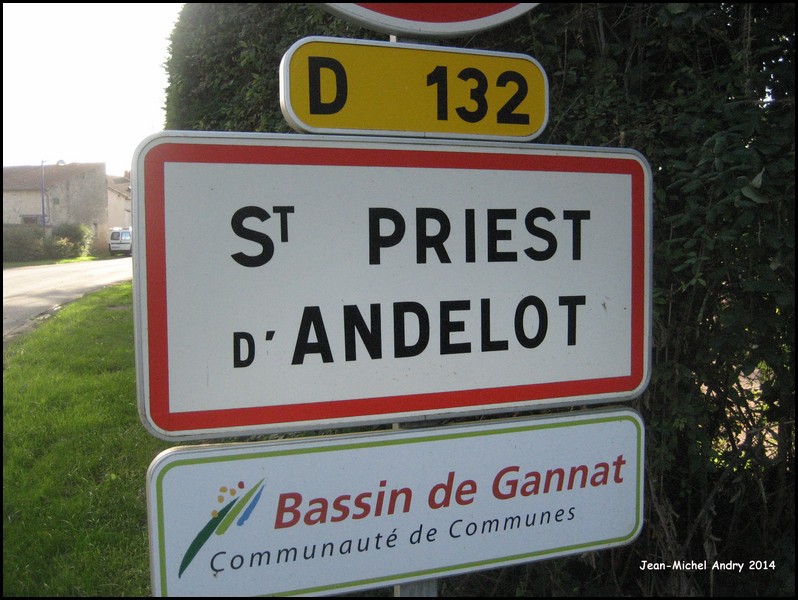 D 132
ST PRIEST
D'ANDELOT
Bassin de Gannat
Communauté de Communes
Jean-Michel Andry 2014